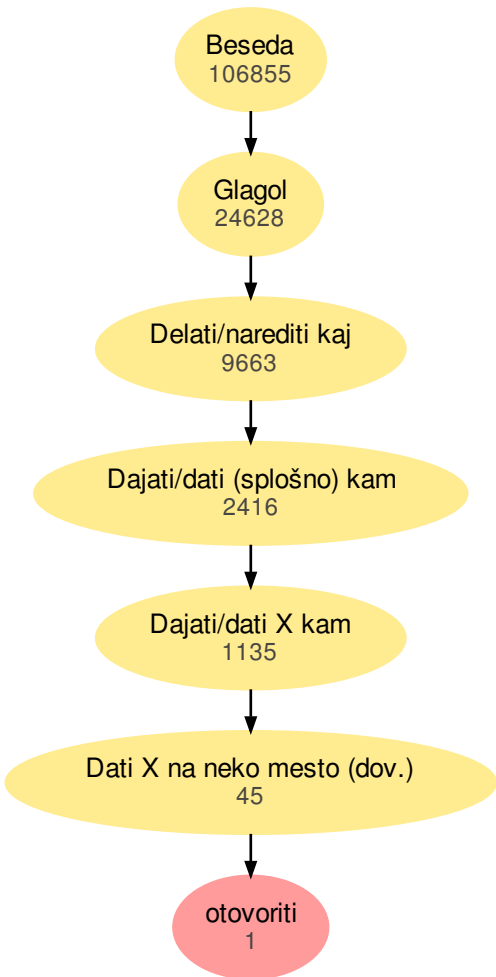 Beseda
106855
Glagol
24628
Delati/narediti kaj
9663
Dajati/dati (splošno) kam
2416
Dajati/dati X kam
1135
Dati X na neko mesto (dov.)
45
otovoriti
1